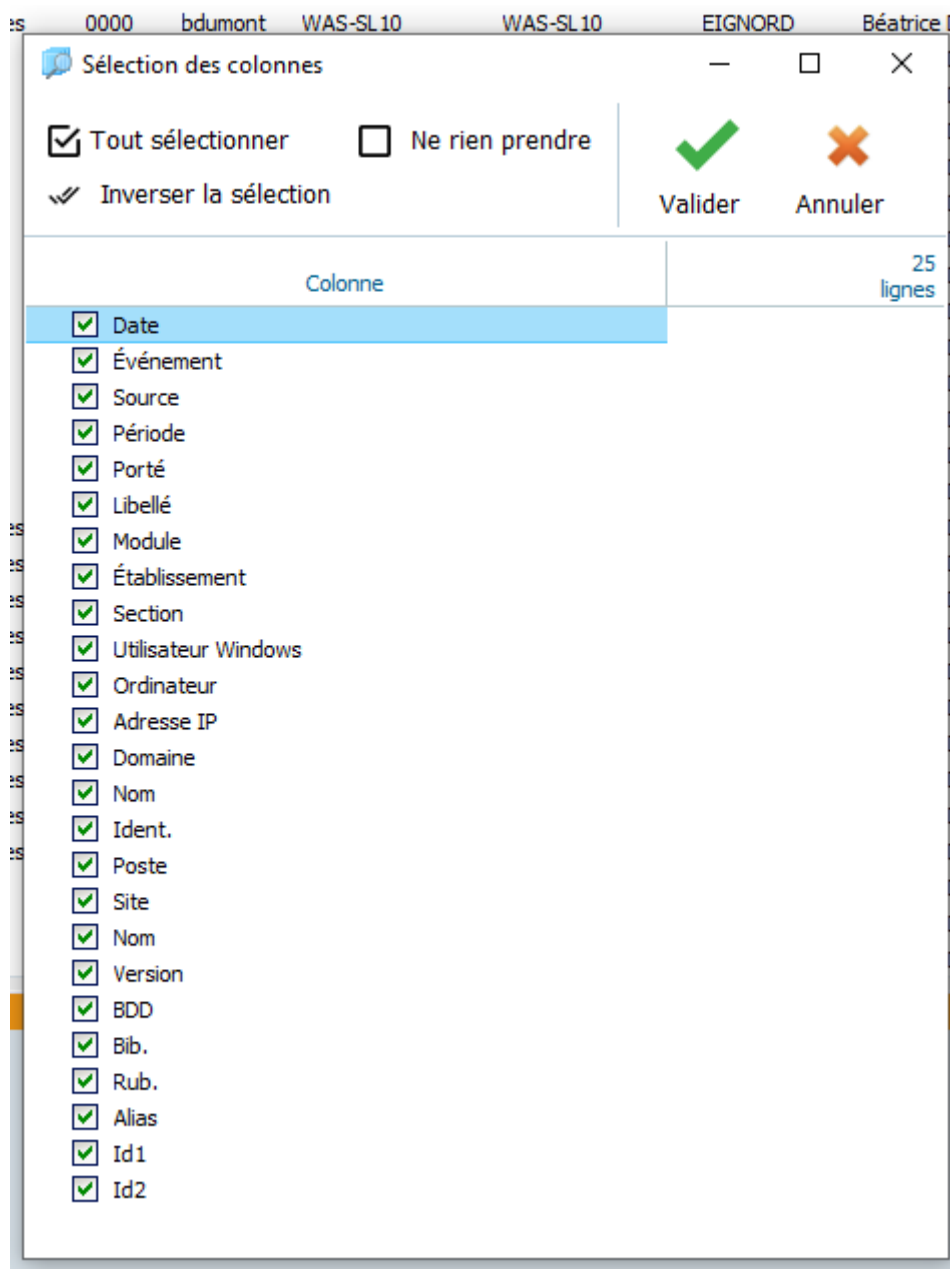 es 0000 bdumont WAS-SL10 WAS-SL10 EIGNORD Béatrice
Sélection des colonnes
Tout sélectionner Ne rien prendre
Inverser la sélection
Valider Annuler
Colonne 25 lignes
Date
Événement
Source
Période
Porté
Libellé
Module
Établissement
Section
Utilisateur Windows
Ordinateur
Adresse IP
Domaine
Nom
Ident.
Poste
Site
Nom
Version
BDD
Bib.
Rub.
Alias
Id1
Id2